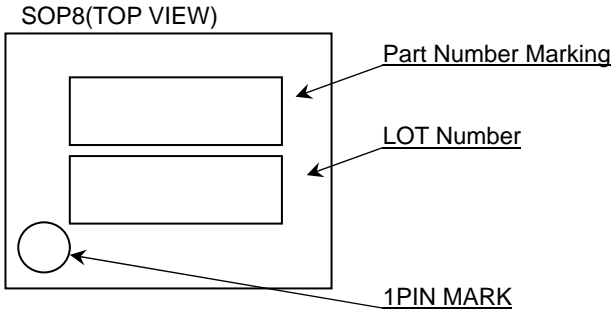 SOP8(TOP VIEW)
Part Number Marking
LOT Number
1PIN MARK